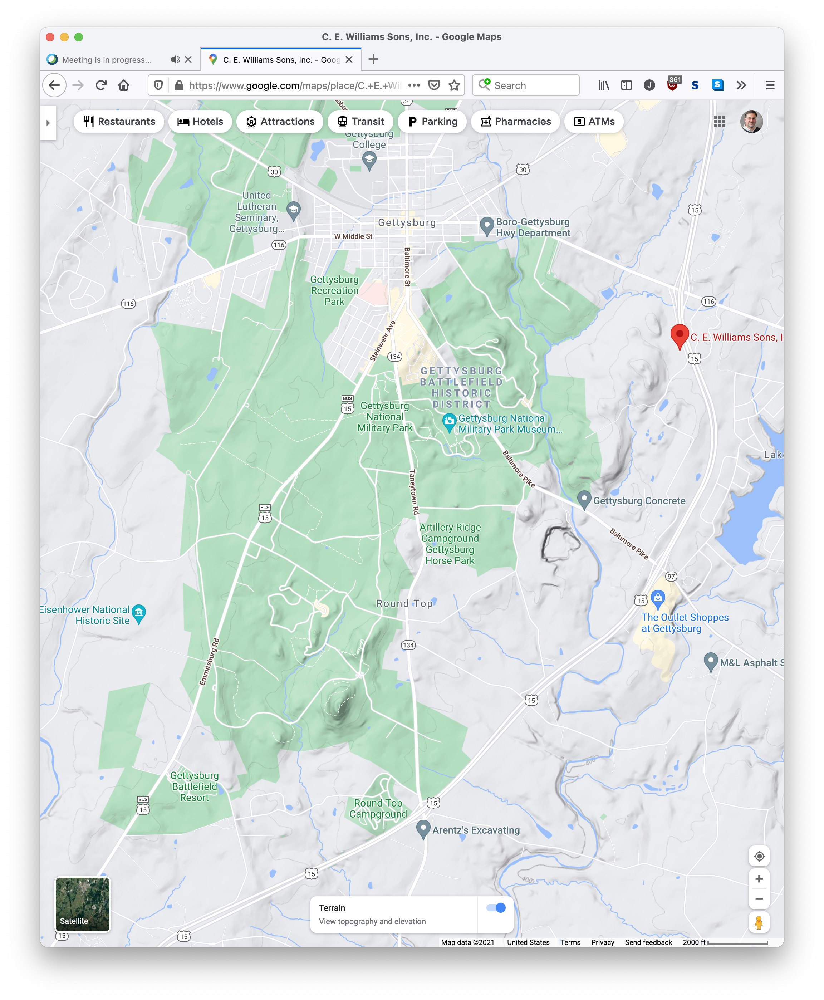 C. E. Williams Sons, Inc. - Google Maps
Meeting is in progress...
C. E. Williams Sons, Inc. - Goog
https://www.google.com/maps/place/C.+E.+Wil
Search
361
J
S
S
Restaurants
Hotels
Attractions
Transit
Parking
Pharmacies
ATMs
34
BUS
Gettysburg
College
30
30
United
Lutheran
Seminary,
Gettysburg...
15
Gettysburg
Boro-Gettysburg
Hwy Department
W Middle St
116
Baltimore St
Gettysburg
Recreation
Park
116
116
Steinwehr Ave
C. E. Williams Sons, I
134
15
GETTYSBURG
BATTLEFIELD
HISTORIC
DISTRICT
BUS
15
Gettysburg
National
Military Park
Gettysburg National
Military Park Museum...
Lake
Baltimore Pike
Taneytown Rd
Gettysburg Concrete
BUS
15
Artillery Ridge
Campground
Gettysburg
Horse Park
Baltimore Pike
97
15
Round Top
Eisenhower National
Historic Site
The Outlet Shoppes
at Gettysburg
134
Emmitsburg Rd
M&L Asphalt S
15
400'
Gettysburg
Battlefield
Resort
BUS
15
Round Top
Campground
15
Arentz's Excavating
15
400'
Terrain
View topography and elevation
Satellite
15
15
Map data ©2021 United States Terms Privacy Send feedback 2000 ft